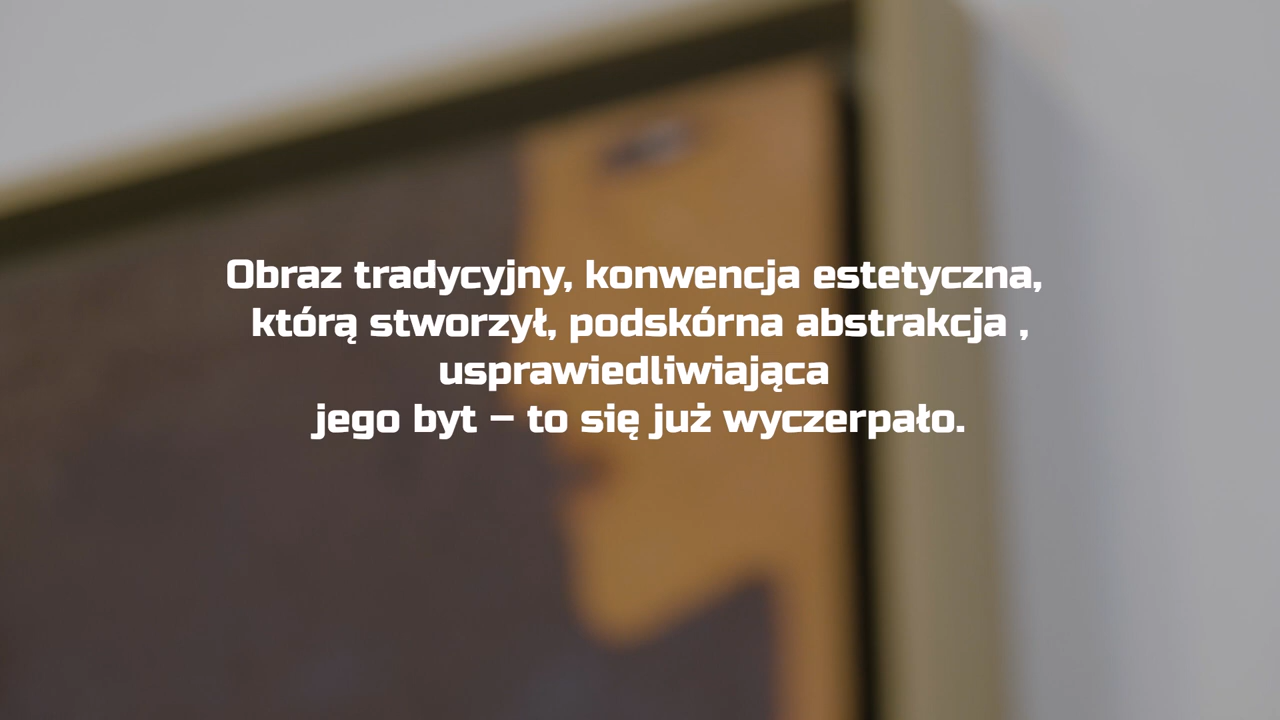 Obraz tradycyjny, konwencja estetyczna,
którą stworzył, podskórna abstrakcja ,
usprawiedliwiająca
jego byt – to się już wyczerpało.